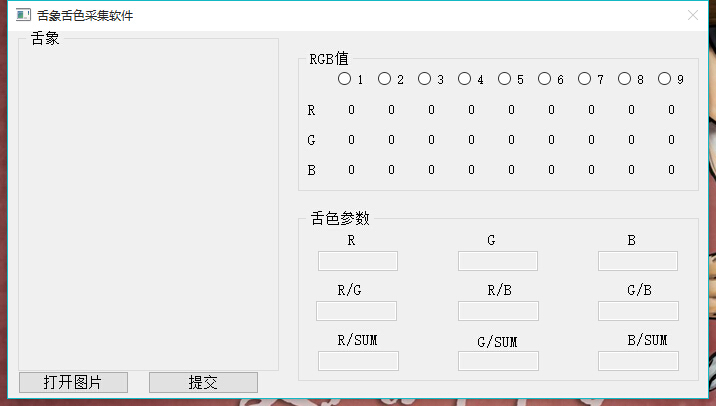 舌象舌色采集软件
舌象
RGB值
1 2 3 4 5 6 7 8 9
R 0 0 0 0 0 0 0 0 0
G 0 0 0 0 0 0 0 0 0
B 0 0 0 0 0 0 0 0 0
舌色参数
R G B
R/G R/B G/B
R/SUM G/SUM B/SUM
打开图片 提交